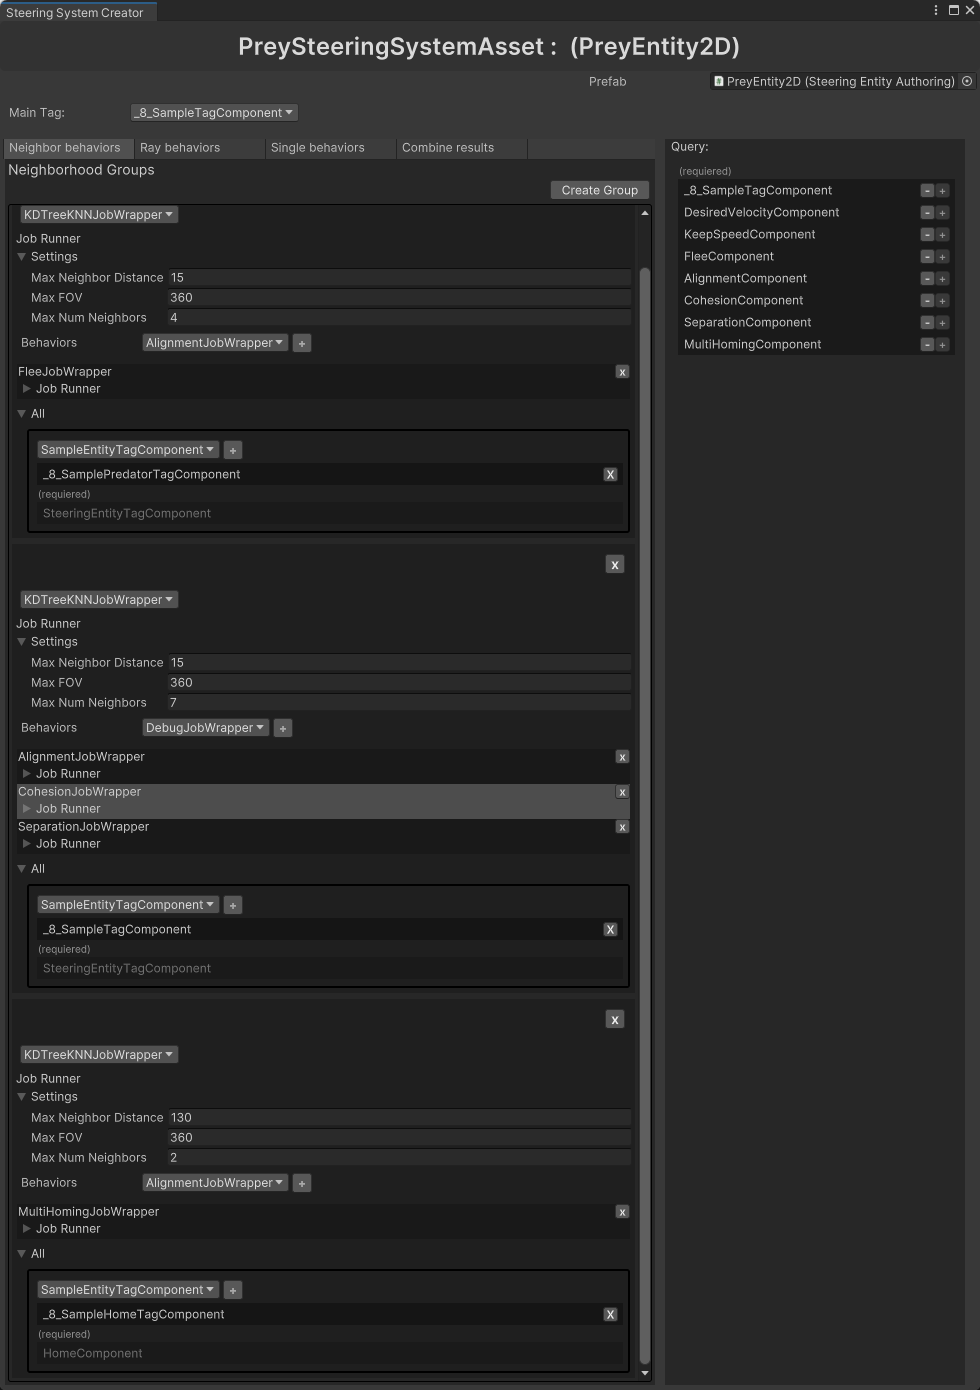 Steering System Creator
PreySteeringSystemAsset : (PreyEntity2D)
Prefab PreyEntity2D (Steering Entity Authoring)
Main Tag: _8_SampleTagComponent
Neighbor behaviors Ray behaviors Single behaviors Combine results
Neighborhood Groups
Create Group
KDTreeKNNJobWrapper
Job Runner
Settings
Max Neighbor Distance 15
Max FOV 360
Max Num Neighbors 4
Behaviors AlignmentJobWrapper +
FleeJobWrapper x
Job Runner
All
SampleEntityTagComponent +
_8_SamplePredatorTagComponent X
(requiered)
SteeringEntityTagComponent
x
KDTreeKNNJobWrapper
Job Runner
Settings
Max Neighbor Distance 15
Max FOV 360
Max Num Neighbors 7
Behaviors DebugJobWrapper +
AlignmentJobWrapper x
Job Runner
CohesionJobWrapper x
Job Runner
SeparationJobWrapper x
Job Runner
All
SampleEntityTagComponent +
_8_SampleTagComponent X
(requiered)
SteeringEntityTagComponent
x
KDTreeKNNJobWrapper
Job Runner
Settings
Max Neighbor Distance 130
Max FOV 360
Max Num Neighbors 2
Behaviors AlignmentJobWrapper +
MultiHomingJobWrapper x
Job Runner
All
SampleEntityTagComponent +
_8_SampleHomeTagComponent X
(requiered)
HomeComponent
Query:
(requiered)
_8_SampleTagComponent - +
DesiredVelocityComponent - +
KeepSpeedComponent - +
FleeComponent - +
AlignmentComponent - +
CohesionComponent - +
SeparationComponent - +
MultiHomingComponent - +